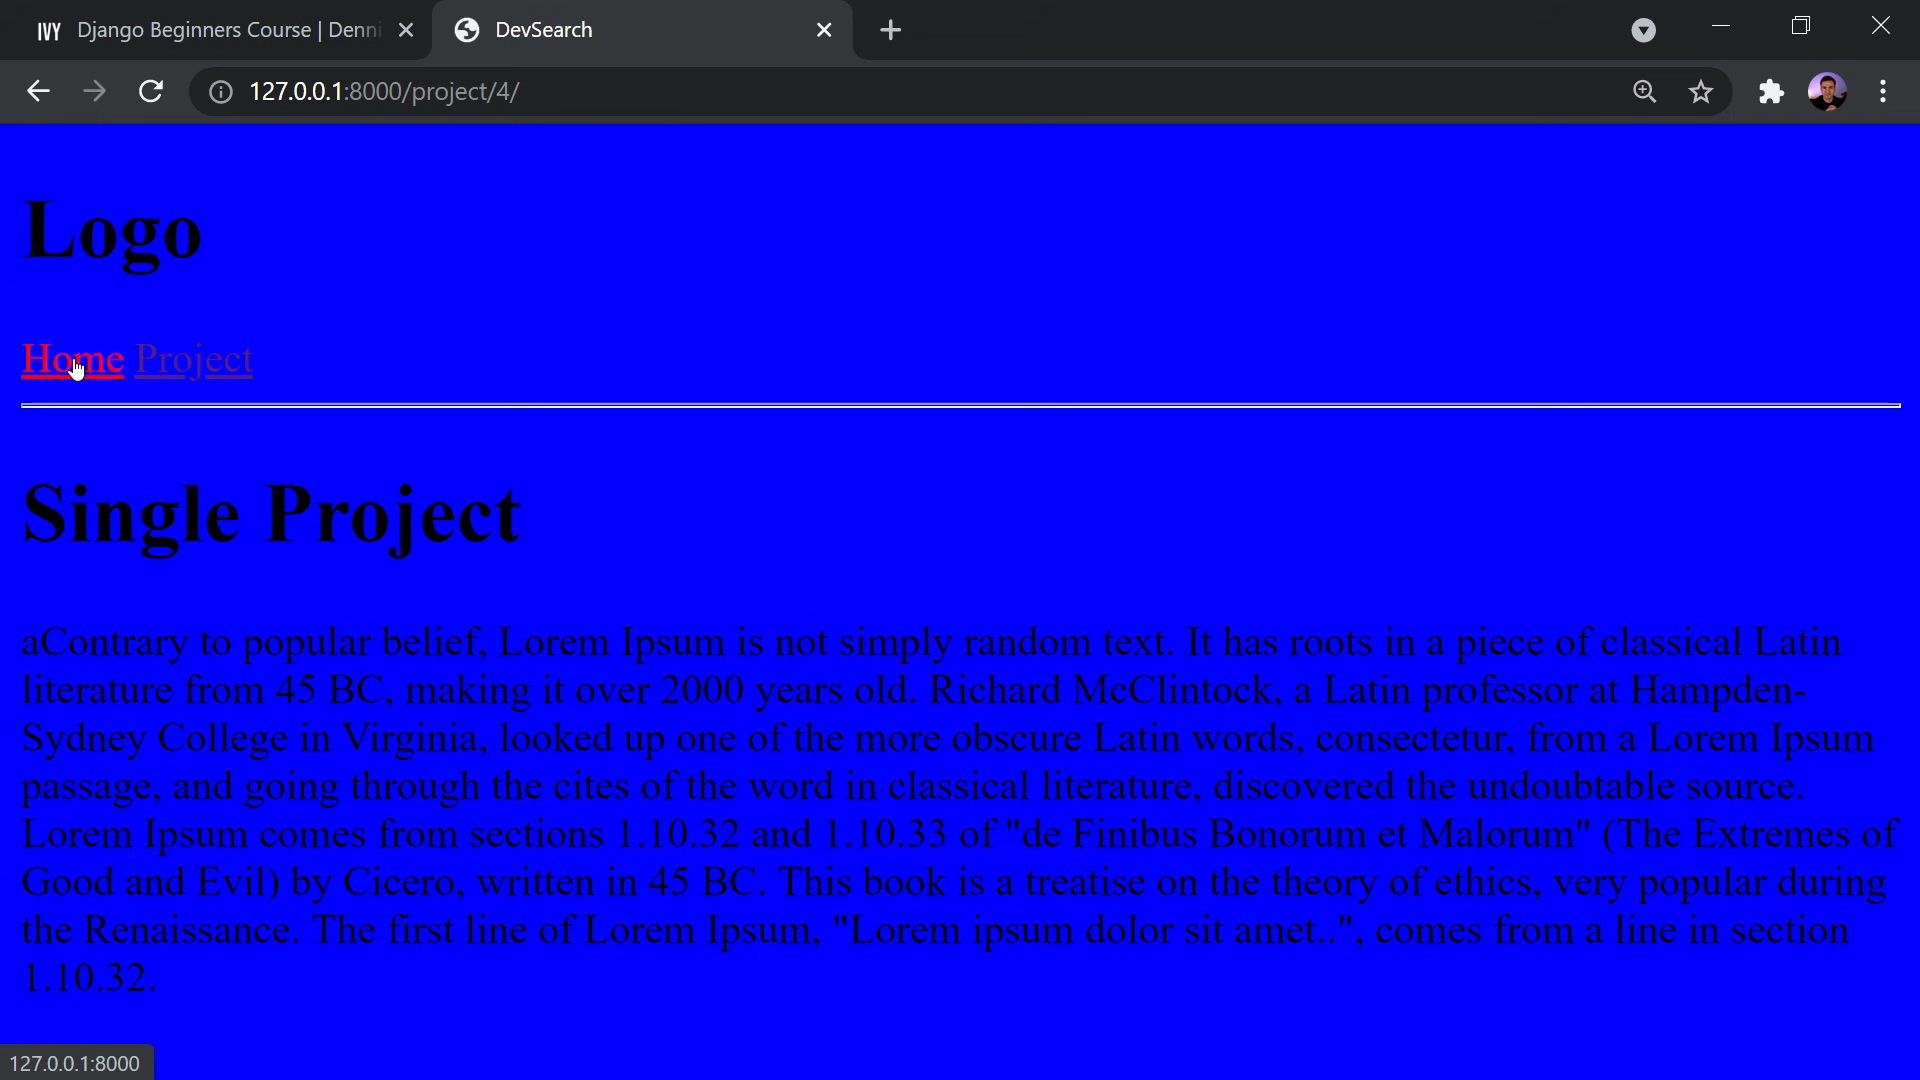 IVY Django Beginners Course | Denni
DevSearch
127.0.0.1:8000/project/4/
Logo
Home Project
Single Project
aContrary to popular belief, Lorem Ipsum is not simply random text. It has roots in a piece of classical Latin
literature from 45 BC, making it over 2000 years old. Richard McClintock, a Latin professor at Hampden-
Sydney College in Virginia, looked up one of the more obscure Latin words, consectetur, from a Lorem Ipsum
passage, and going through the cites of the word in classical literature, discovered the undoubtable source.
Lorem Ipsum comes from sections 1.10.32 and 1.10.33 of "de Finibus Bonorum et Malorum" (The Extremes of
Good and Evil) by Cicero, written in 45 BC. This book is a treatise on the theory of ethics, very popular during
the Renaissance. The first line of Lorem Ipsum, "Lorem ipsum dolor sit amet..", comes from a line in section
1.10.32.
127.0.0.1:8000